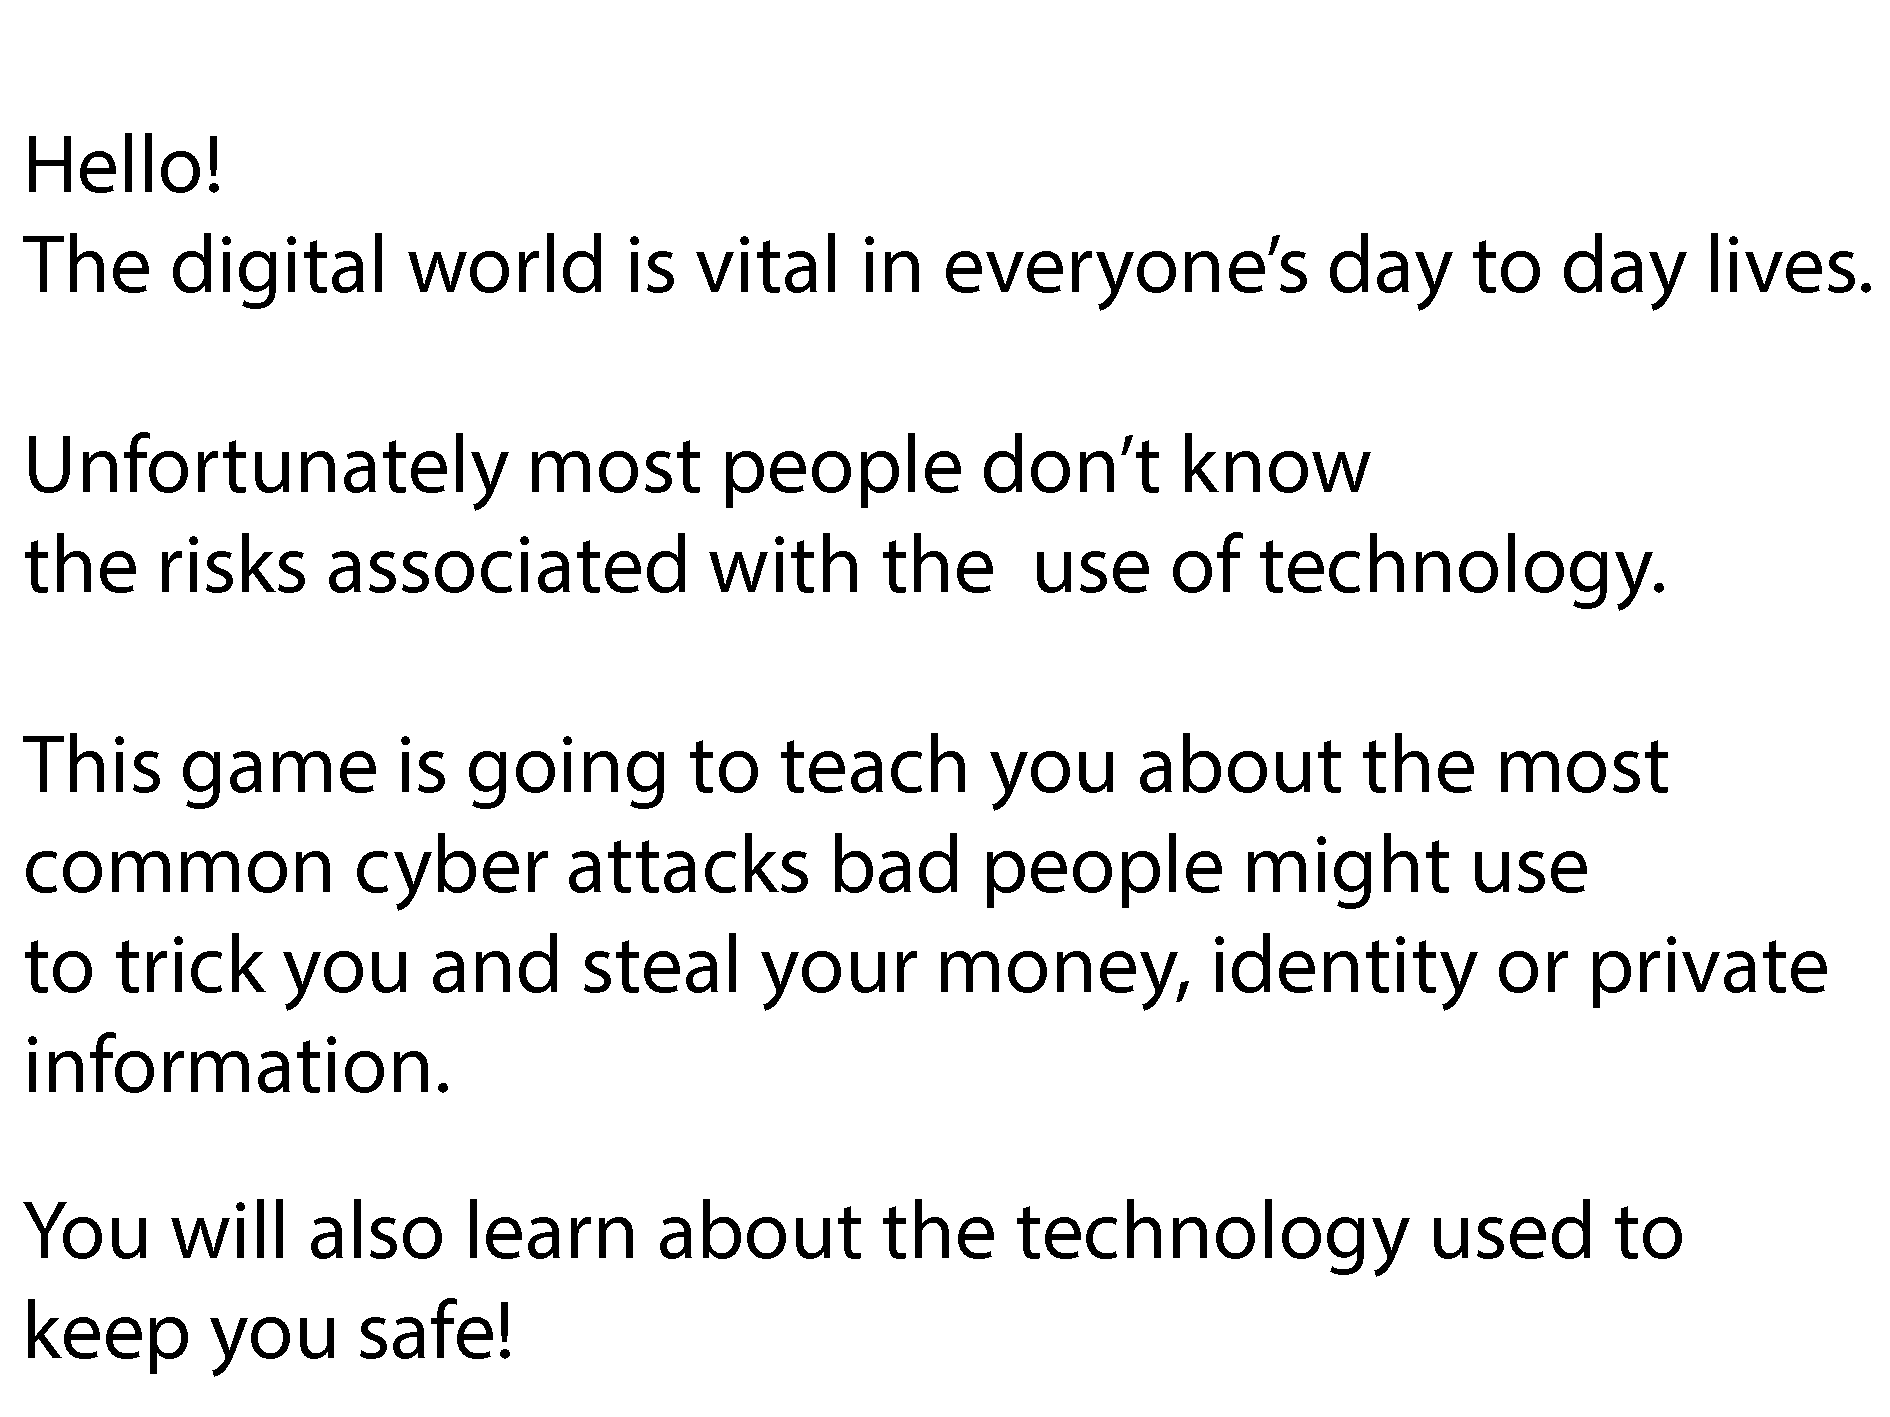 Hello!
The digital world is vital in everyone’s day to day lives.
Unfortunately most people don’t know
the risks associated with the  use of technology.
This game is going to teach you about the most
common cyber attacks bad people might use
to trick you and steal your money, identity or private
information.
You will also learn about the technology used to
keep you safe!